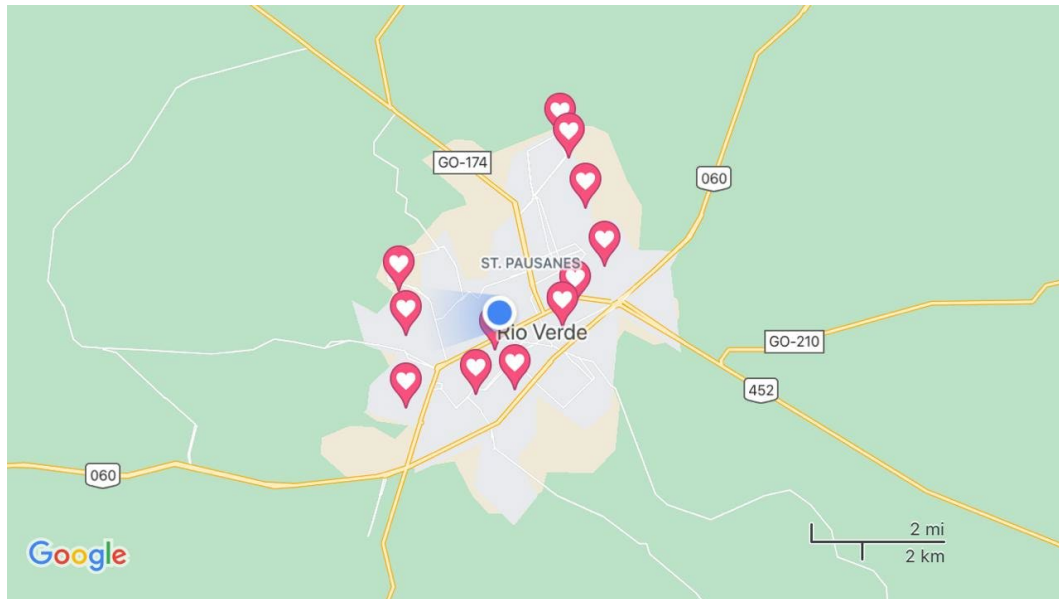 GO-174
060
ST. PAUSANES
Rio Verde
GO-210
452
060
Google
2 mi
2 km